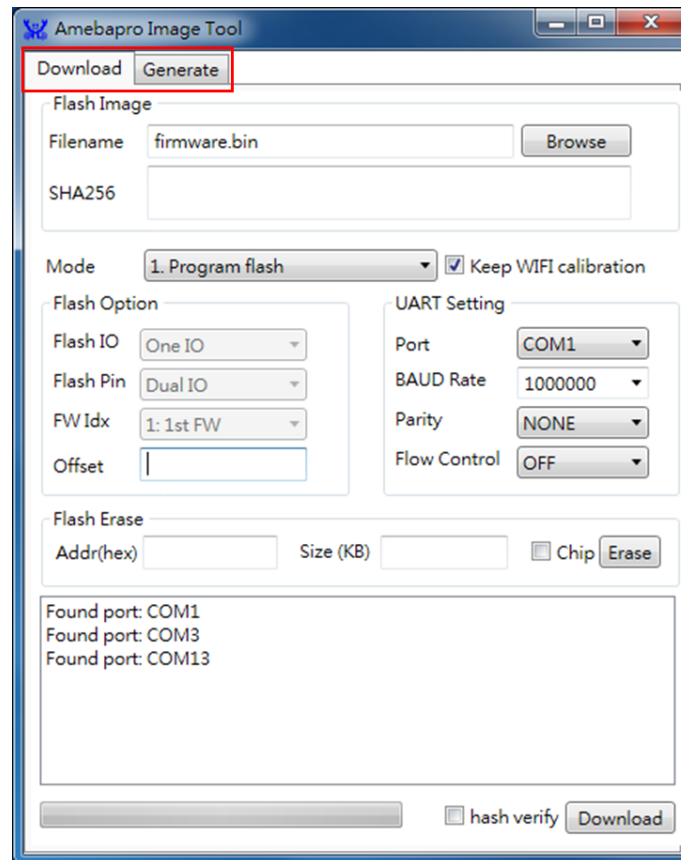 Amebapro Image Tool
Download Generate
Flash Image
Filename firmware.bin Browse
SHA256
Mode 1. Program flash Keep WIFI calibration
Flash Option UART Setting
Flash IO One IO Port COM1
Flash Pin Dual IO BAUD Rate 1000000
FW Idx 1: 1st FW Parity NONE
Offset Flow Control OFF
Flash Erase
Addr(hex) Size (KB) Chip Erase
Found port: COM1
Found port: COM3
Found port: COM13
hash verify Download